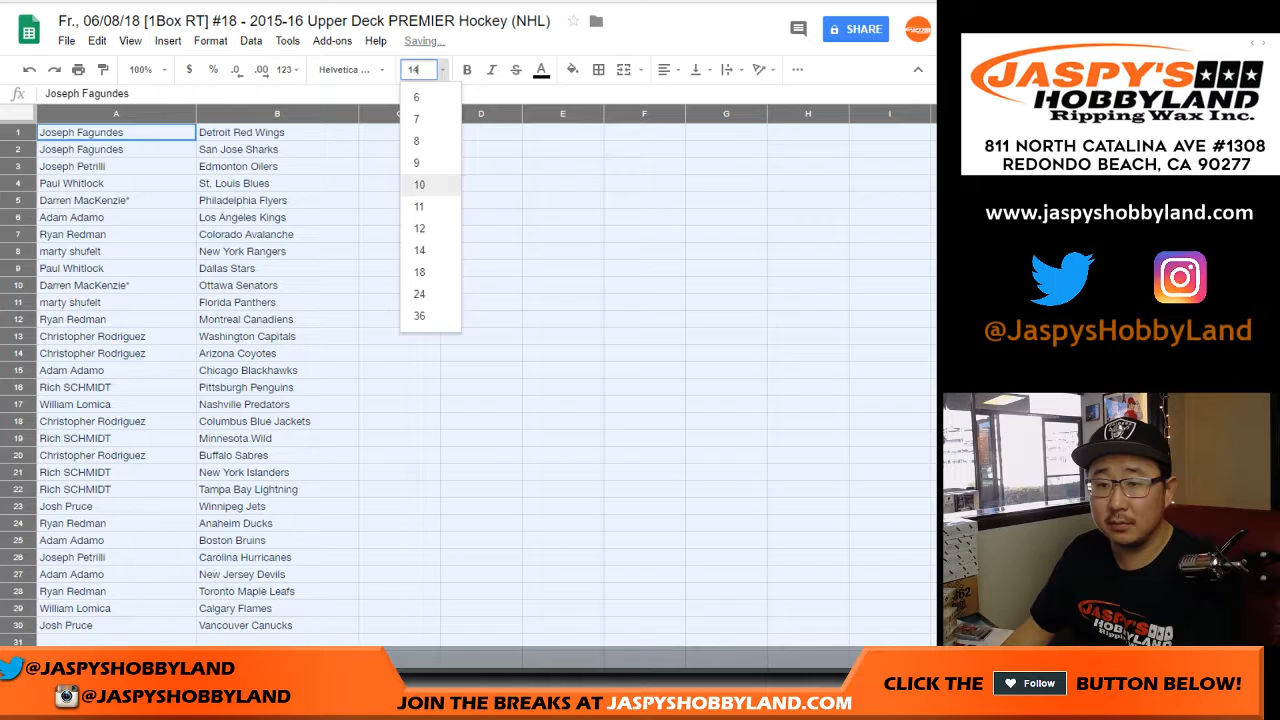 Fr., 06/08/18 [1Box RT] #18 - 2015-16 Upper Deck PREMIER Hockey (NHL)
File Edit View Insert Format Data Tools Add-ons Help Saving...
SHARE
100% $ % .0 .00 123 Helvetica ... 14 B I S A
fx Joseph Fagundes
A B C D E F G H I
1 Joseph Fagundes Detroit Red Wings
2 Joseph Fagundes San Jose Sharks
3 Joseph Petrilli Edmonton Oilers
4 Paul Whitlock St. Louis Blues
5 Darren MacKenzie* Philadelphia Flyers
6 Adam Adamo Los Angeles Kings
7 Ryan Redman Colorado Avalanche
8 marty shufelt New York Rangers
9 Paul Whitlock Dallas Stars
10 Darren MacKenzie* Ottawa Senators
11 marty shufelt Florida Panthers
12 Ryan Redman Montreal Canadiens
13 Christopher Rodriguez Washington Capitals
14 Christopher Rodriguez Arizona Coyotes
15 Adam Adamo Chicago Blackhawks
16 Rich SCHMIDT Pittsburgh Penguins
17 William Lomica Nashville Predators
18 Christopher Rodriguez Columbus Blue Jackets
19 Rich SCHMIDT Minnesota Wild
20 Christopher Rodriguez Buffalo Sabres
21 Rich SCHMIDT New York Islanders
22 Rich SCHMIDT Tampa Bay Lightning
23 Josh Pruce Winnipeg Jets
24 Ryan Redman Anaheim Ducks
25 Adam Adamo Boston Bruins
26 Joseph Petrilli Carolina Hurricanes
27 Adam Adamo New Jersey Devils
28 Ryan Redman Toronto Maple Leafs
29 William Lomica Calgary Flames
30 Josh Pruce Vancouver Canucks
31
6
7
8
9
10
11
12
14
18
24
36
JASPY'S
HOBBYLAND
Ripping Wax Inc.
811 NORTH CATALINA AVE #1308
REDONDO BEACH, CA 90277
www.jaspyshobbyland.com
@JaspysHobbyLand
JASPY'S
HOBBYLAND
@JASPYSHOBBYLAND
@JASPYSHOBBYLAND
JOIN THE BREAKS AT JASPYSHOBBYLAND.COM
CLICK THE Follow BUTTON BELOW!